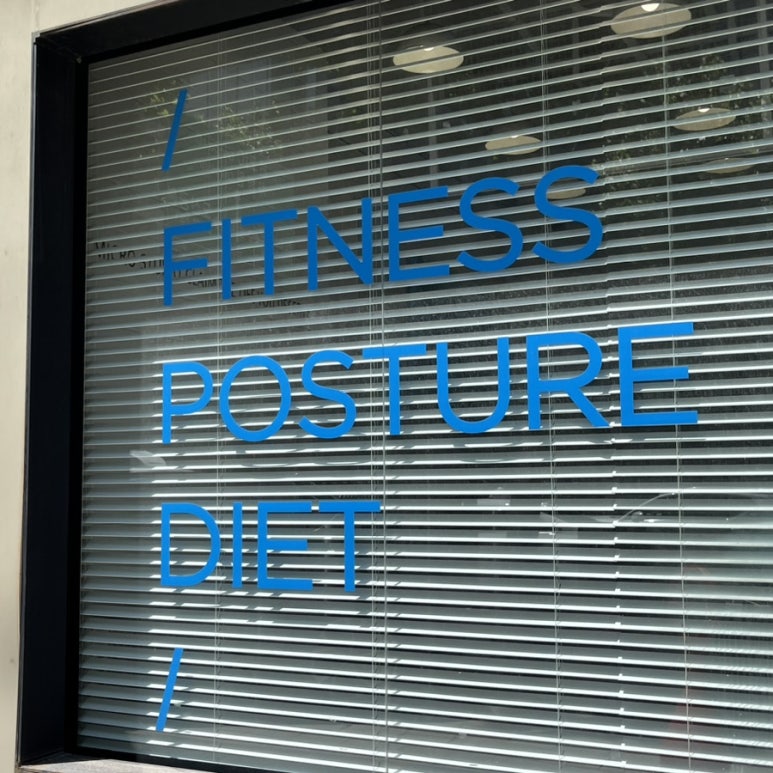 /
FITNESS
POSTURE
DIET
/